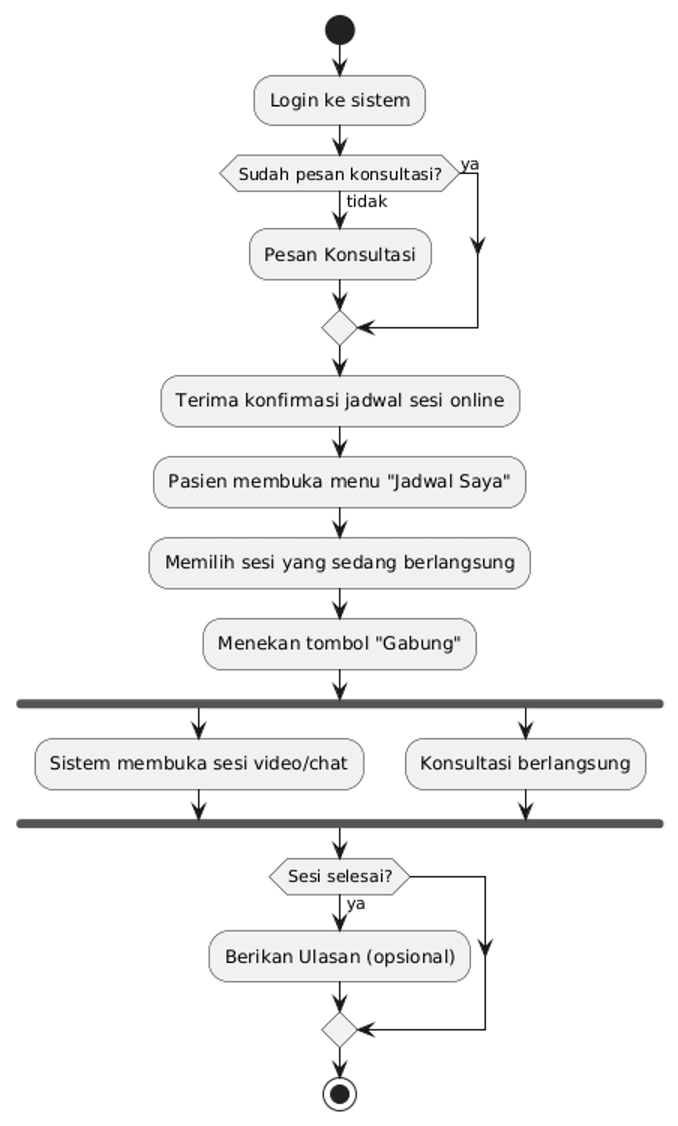 Login ke sistem
Sudah pesan konsultasi?
ya
tidak
Pesan Konsultasi
Terima konfirmasi jadwal sesi online
Pasien membuka menu "Jadwal Saya"
Memilih sesi yang sedang berlangsung
Menekan tombol "Gabung"
Sistem membuka sesi video/chat
Konsultasi berlangsung
Sesi selesai?
ya
Berikan Ulasan (opsional)